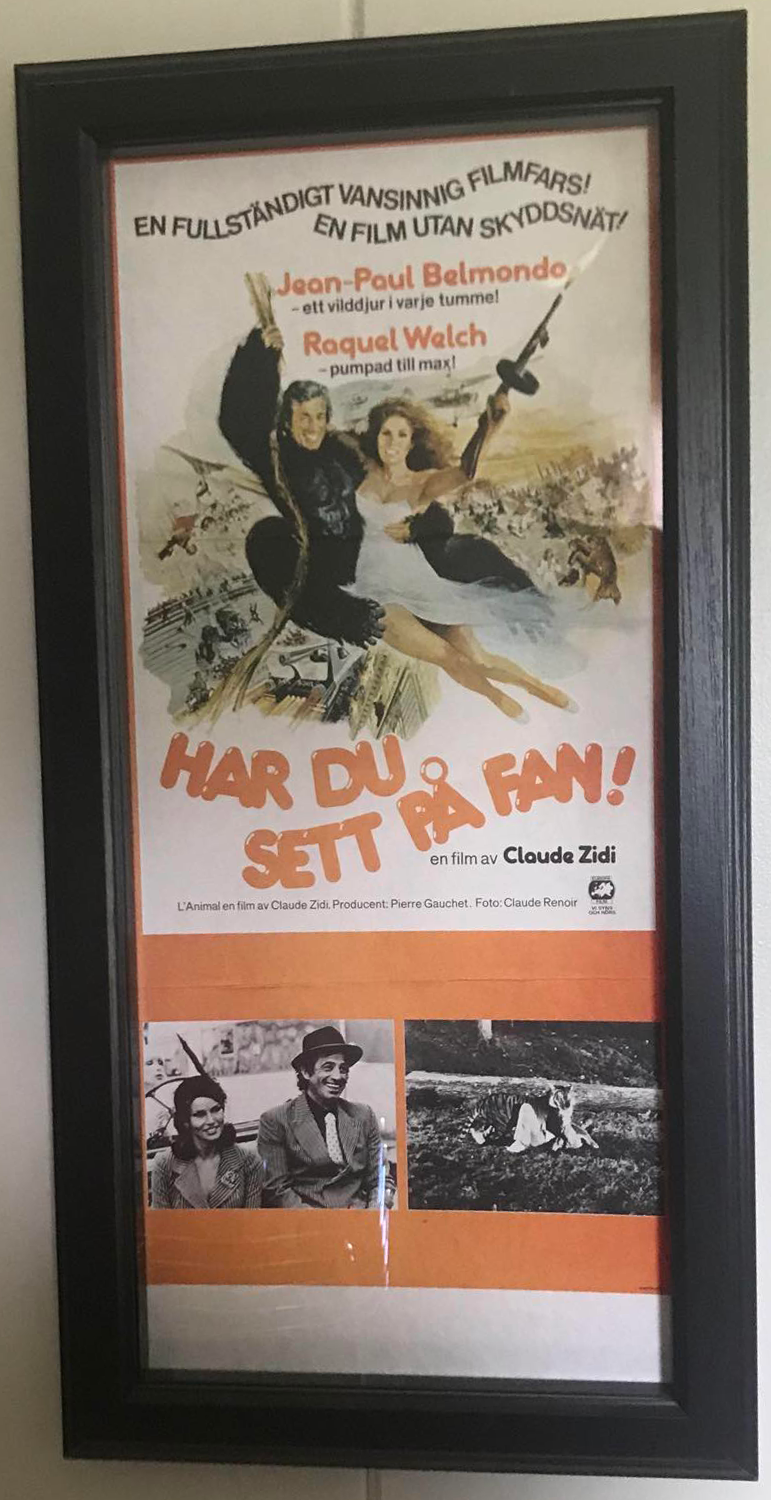 EN FULLSTÄNDIGT VANSINNIG FILMFARS!
EN FILM UTAN SKYDDSNÄT!
Jean-Paul Belmondo
- ett vilddjur i varje tumme!
Raquel Welch
- pumpad till max!
HAR DU
SETT PÅ FAN!
en film av Claude Zidi
L'Animal en film av Claude Zidi. Producent: Pierre Gauchet. Foto: Claude Renoir
EUROPA
FILM